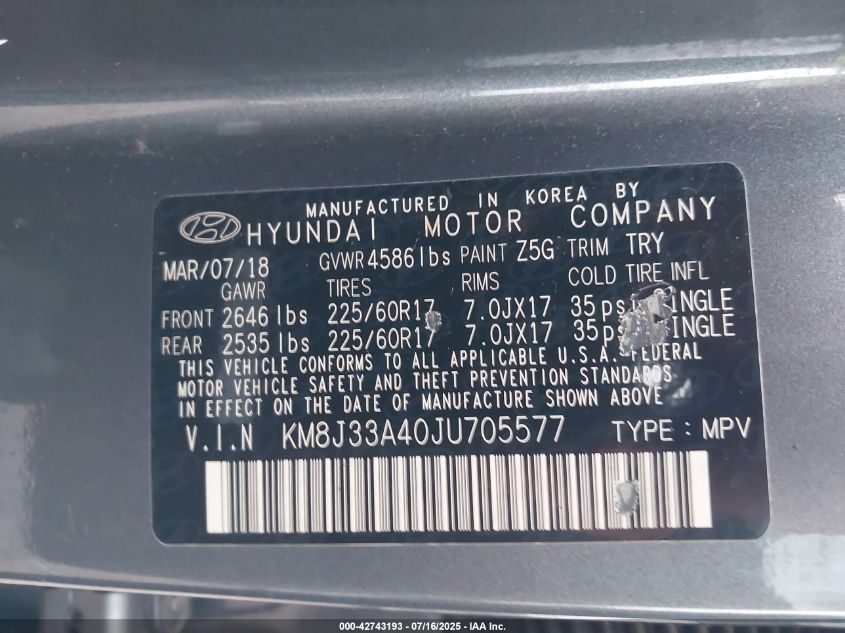 MANUFACTURED IN KOREA BY
HYUNDAI MOTOR COMPANY
MAR/07/18 GVWR 4586 lbs PAINT Z5G TRIM TRY
GAWR TIRES RIMS COLD TIRE INFL
FRONT 2646 lbs 225/60R17 7.0JX17 35 psi
REAR 2535 lbs 225/60R17 7.0JX17 35
THIS VEHICLE CONFORMS TO ALL APPLICABLE U.S.A. FEDERAL
MOTOR VEHICLE SAFETY AND THEFT PREVENTION STANDARDS
IN EFFECT ON THE DATE OF MANUFACTURE SHOWN ABOVE
V.I.N KM8J33A40JU705577 TYPE : MPV
000-42743193 - 07/16/2025 - IAA Inc.